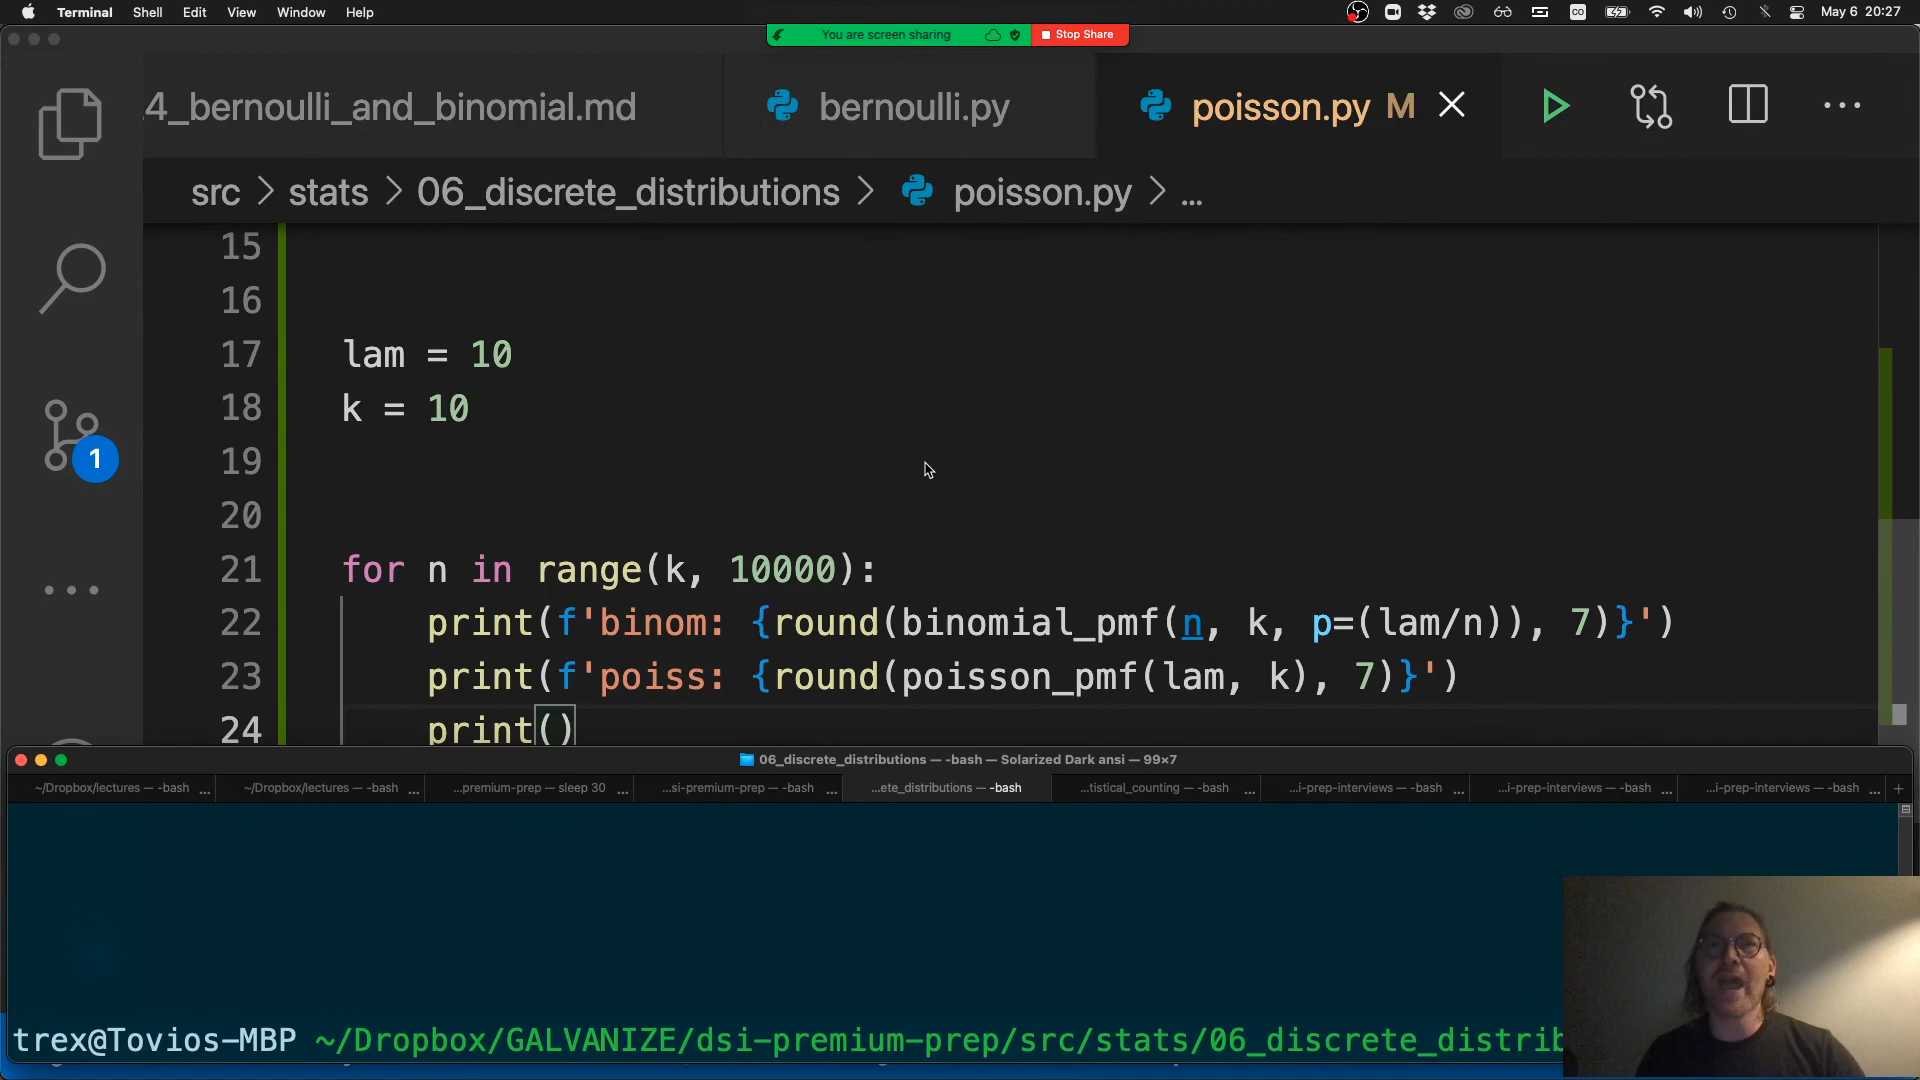 Terminal Shell Edit View Window Help May 6 20:27
You are screen sharing Stop Share
4_bernoulli_and_binomial.md bernoulli.py poisson.py M
src > stats > 06_discrete_distributions > poisson.py > ...
15
16
17 lam = 10
18 k = 10
19
20
21 for n in range(k, 10000):
22 print(f'binom: {round(binomial_pmf(n, k, p=(lam/n)), 7)}')
23 print(f'poiss: {round(poisson_pmf(lam, k), 7)}')
24 print()
1
06_discrete_distributions — -bash — Solarized Dark ansi — 99×7
~/Dropbox/lectures — -bash ... ~/Dropbox/lectures — -bash ... ...premium-prep — sleep 30 ... ...si-premium-prep — -bash ... ...ete_distributions — -bash ...tistical_counting — -bash ... ...i-prep-interviews — -bash ... ...i-prep-interviews — -bash ... ...i-prep-interviews — -bash ... +
trex@Tovios-MBP ~/Dropbox/GALVANIZE/dsi-premium-prep/src/stats/06_discrete_distrib